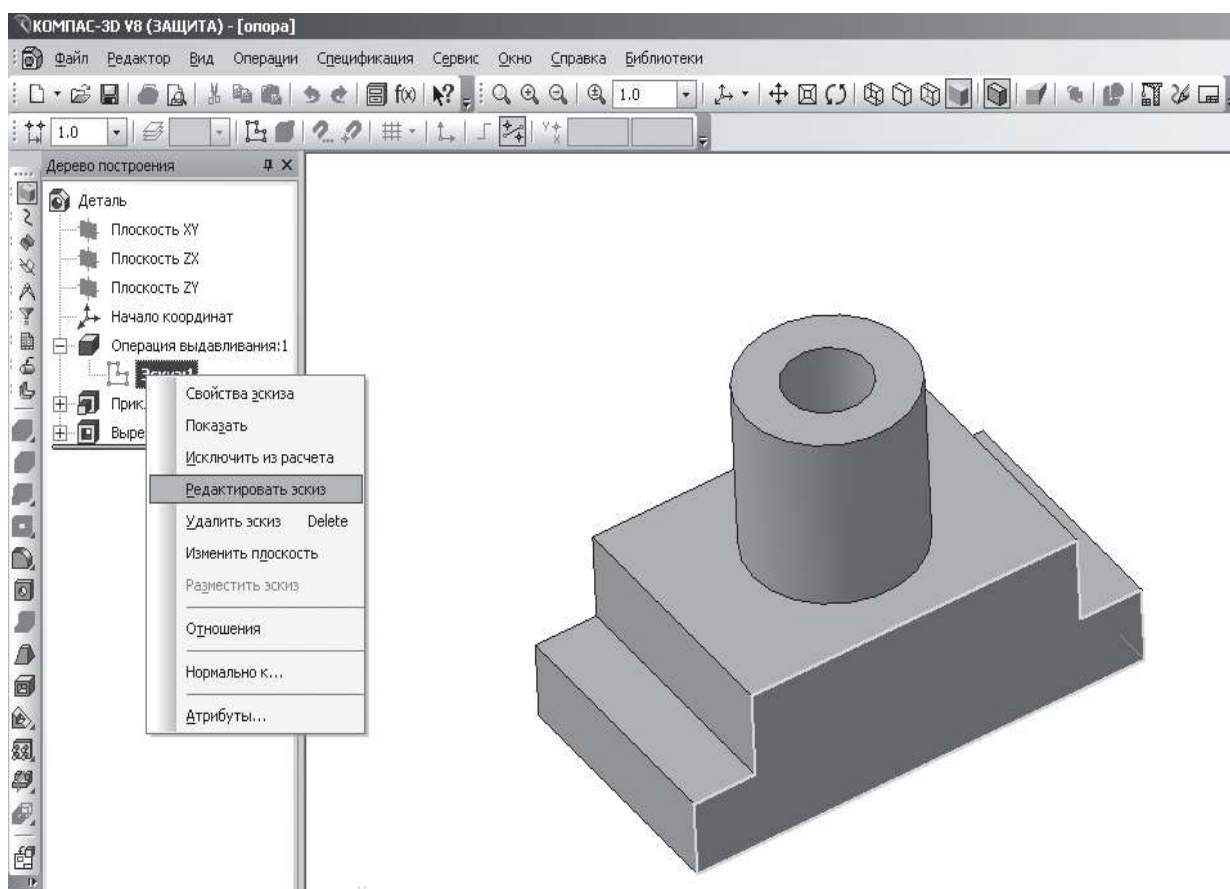 КОМПАС-3D V8 (ЗАЩИТА) - [опора]
Файл Редактор Вид Операции Спецификация Сервис Окно Справка Библиотеки
f(x) 1.0
1.0
Дерево построения
Деталь
Плоскость XY
Плоскость ZX
Плоскость ZY
Начало координат
Операция выдавливания:1
Эскиз:1
Прик
Выре
Свойства эскиза
Показать
Исключить из расчета
Редактировать эскиз
Удалить эскиз Delete
Изменить плоскость
Разместить эскиз
Отношения
Нормально к...
Атрибуты...